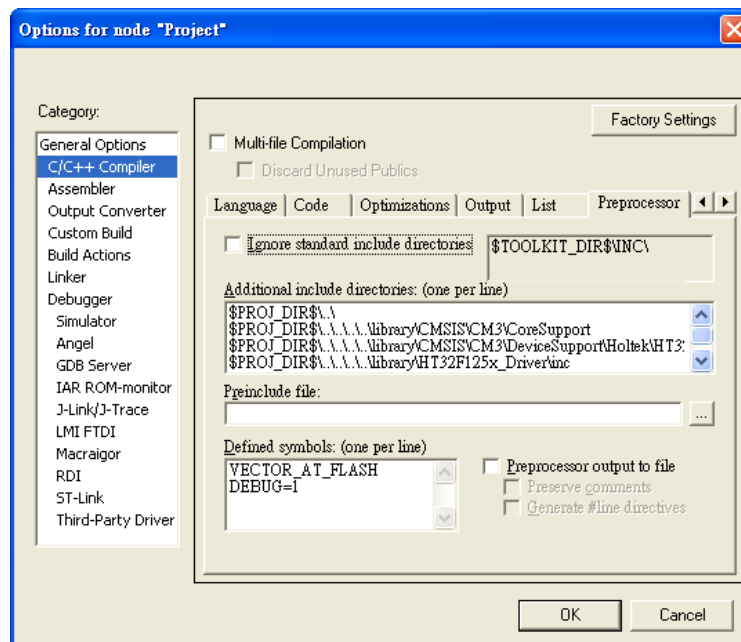 Options for node "Project"
Category:
General Options
C/C++ Compiler
Assembler
Output Converter
Custom Build
Build Actions
Linker
Debugger
Simulator
Angel
GDB Server
IAR ROM-monitor
J-Link/J-Trace
LMI FTDI
Macraigor
RDI
ST-Link
Third-Party Driver
Factory Settings
Multi-file Compilation
Discard Unused Publics
Language Code Optimizations Output List Preprocessor
Ignore standard include directories $TOOLKIT_DIR$\INC\
Additional include directories: (one per line)
$PROJ_DIR$\..\
$PROJ_DIR$\..\..\..\..\library\CMSIS\CM3\CoreSupport
$PROJ_DIR$\..\..\..\..\library\CMSIS\CM3\DeviceSupport\Holtek\HT3
$PROJ_DIR$\..\..\..\..\library\HT32F125x_Driver\inc
Preinclude file:
...
Defined symbols: (one per line)
VECTOR_AT_FLASH
DEBUG=1
Preprocessor output to file
Preserve comments
Generate #line directives
OK Cancel